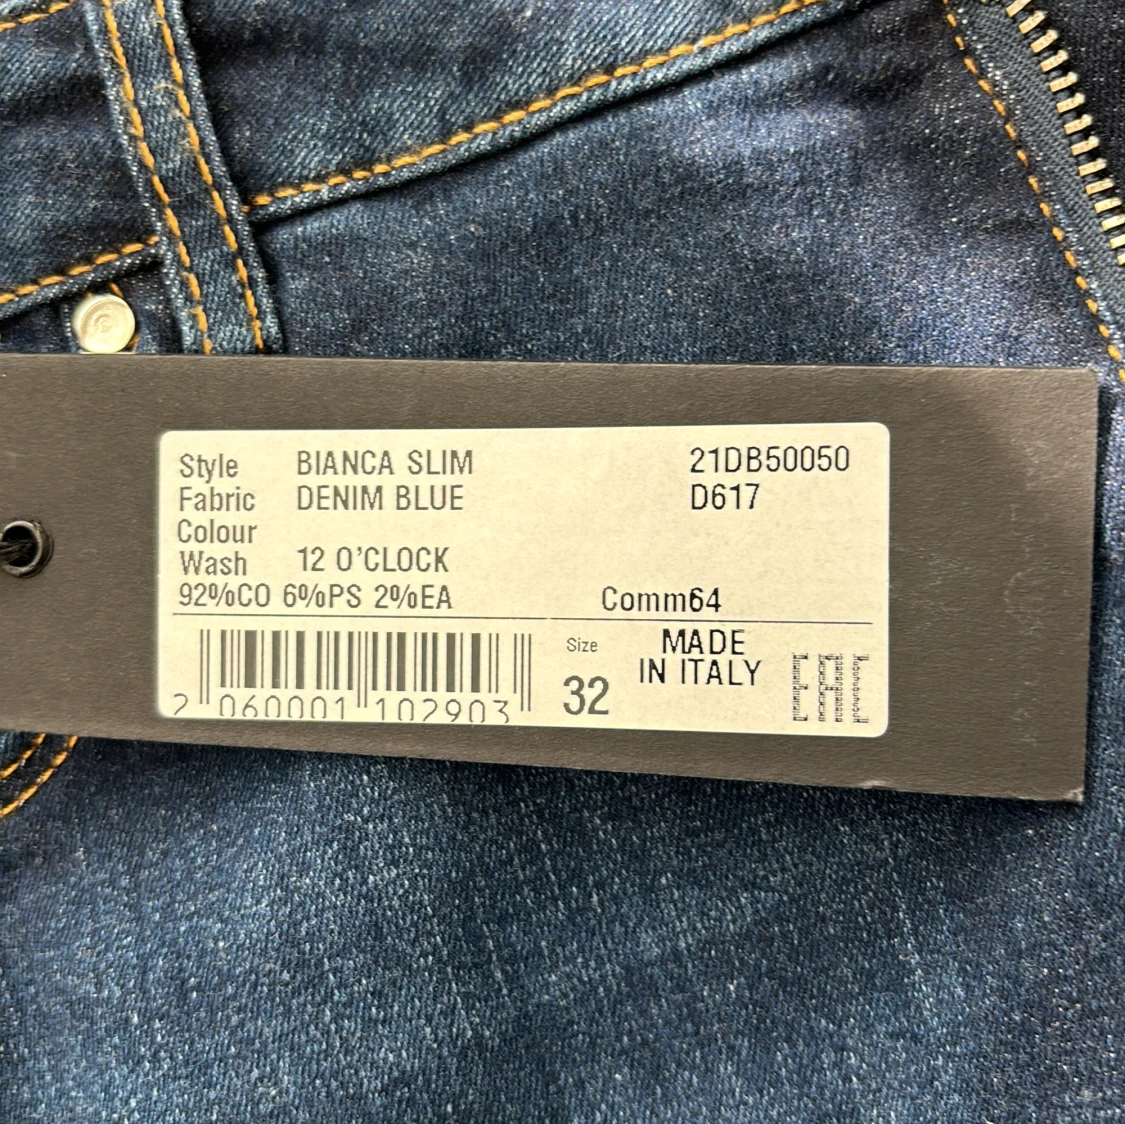 Style BIANCA SLIM 21DB50050
Fabric DENIM BLUE D617
Colour
Wash 12 O'CLOCK
92%CO 6%PS 2%EA Comm64
Size MADE
32 IN ITALY
EAC
2 060001 102903